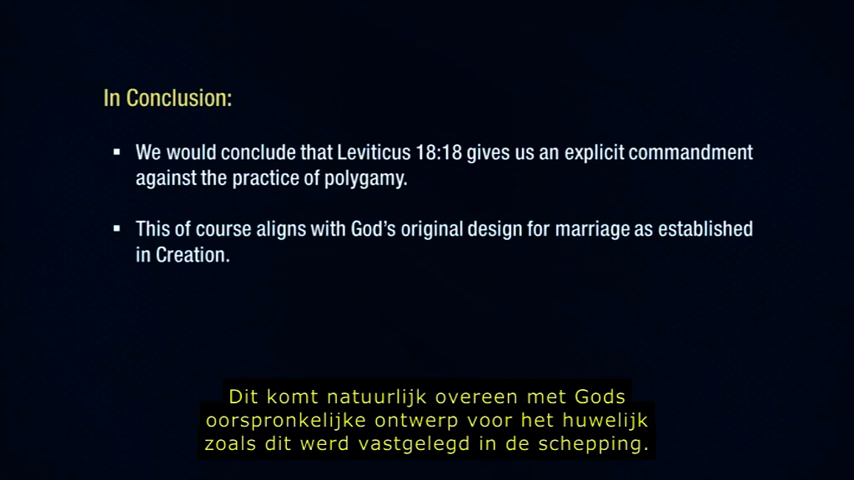 In Conclusion:
▪ We would conclude that Leviticus 18:18 gives us an explicit commandment
against the practice of polygamy.
▪ This of course aligns with God's original design for marriage as established
in Creation.
Dit komt natuurlijk overeen met Gods
oorspronkelijke ontwerp voor het huwelijk
zoals dit werd vastgelegd in de schepping.